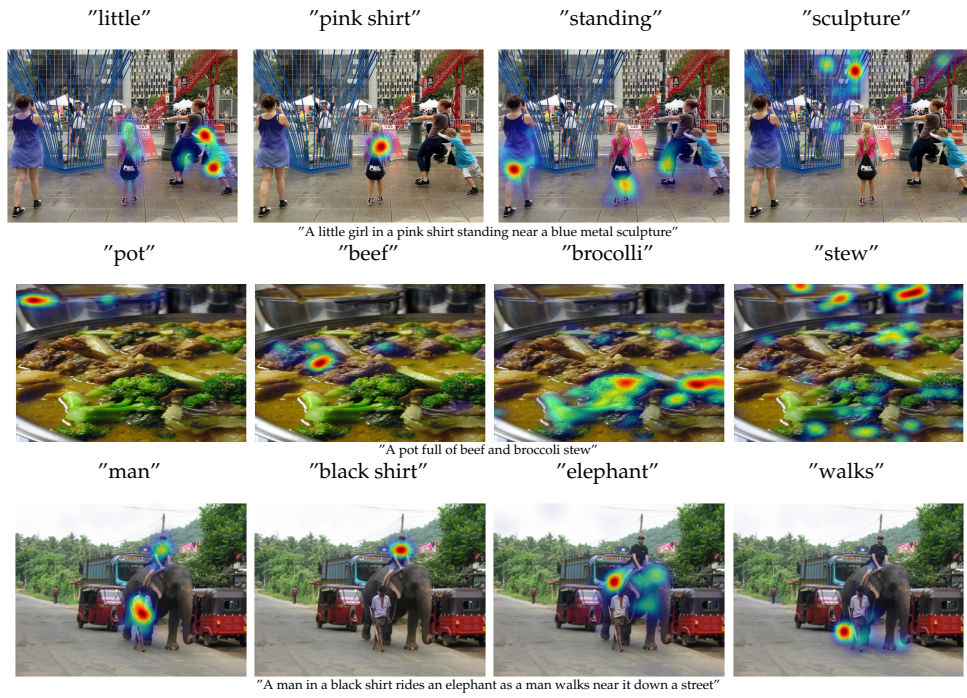 ”little” ”pink shirt” ”standing” ”sculpture”
”A little girl in a pink shirt standing near a blue metal sculpture”
”pot” ”beef” ”brocolli” ”stew”
”A pot full of beef and broccoli stew”
”man” ”black shirt” ”elephant” ”walks”
”A man in a black shirt rides an elephant as a man walks near it down a street”